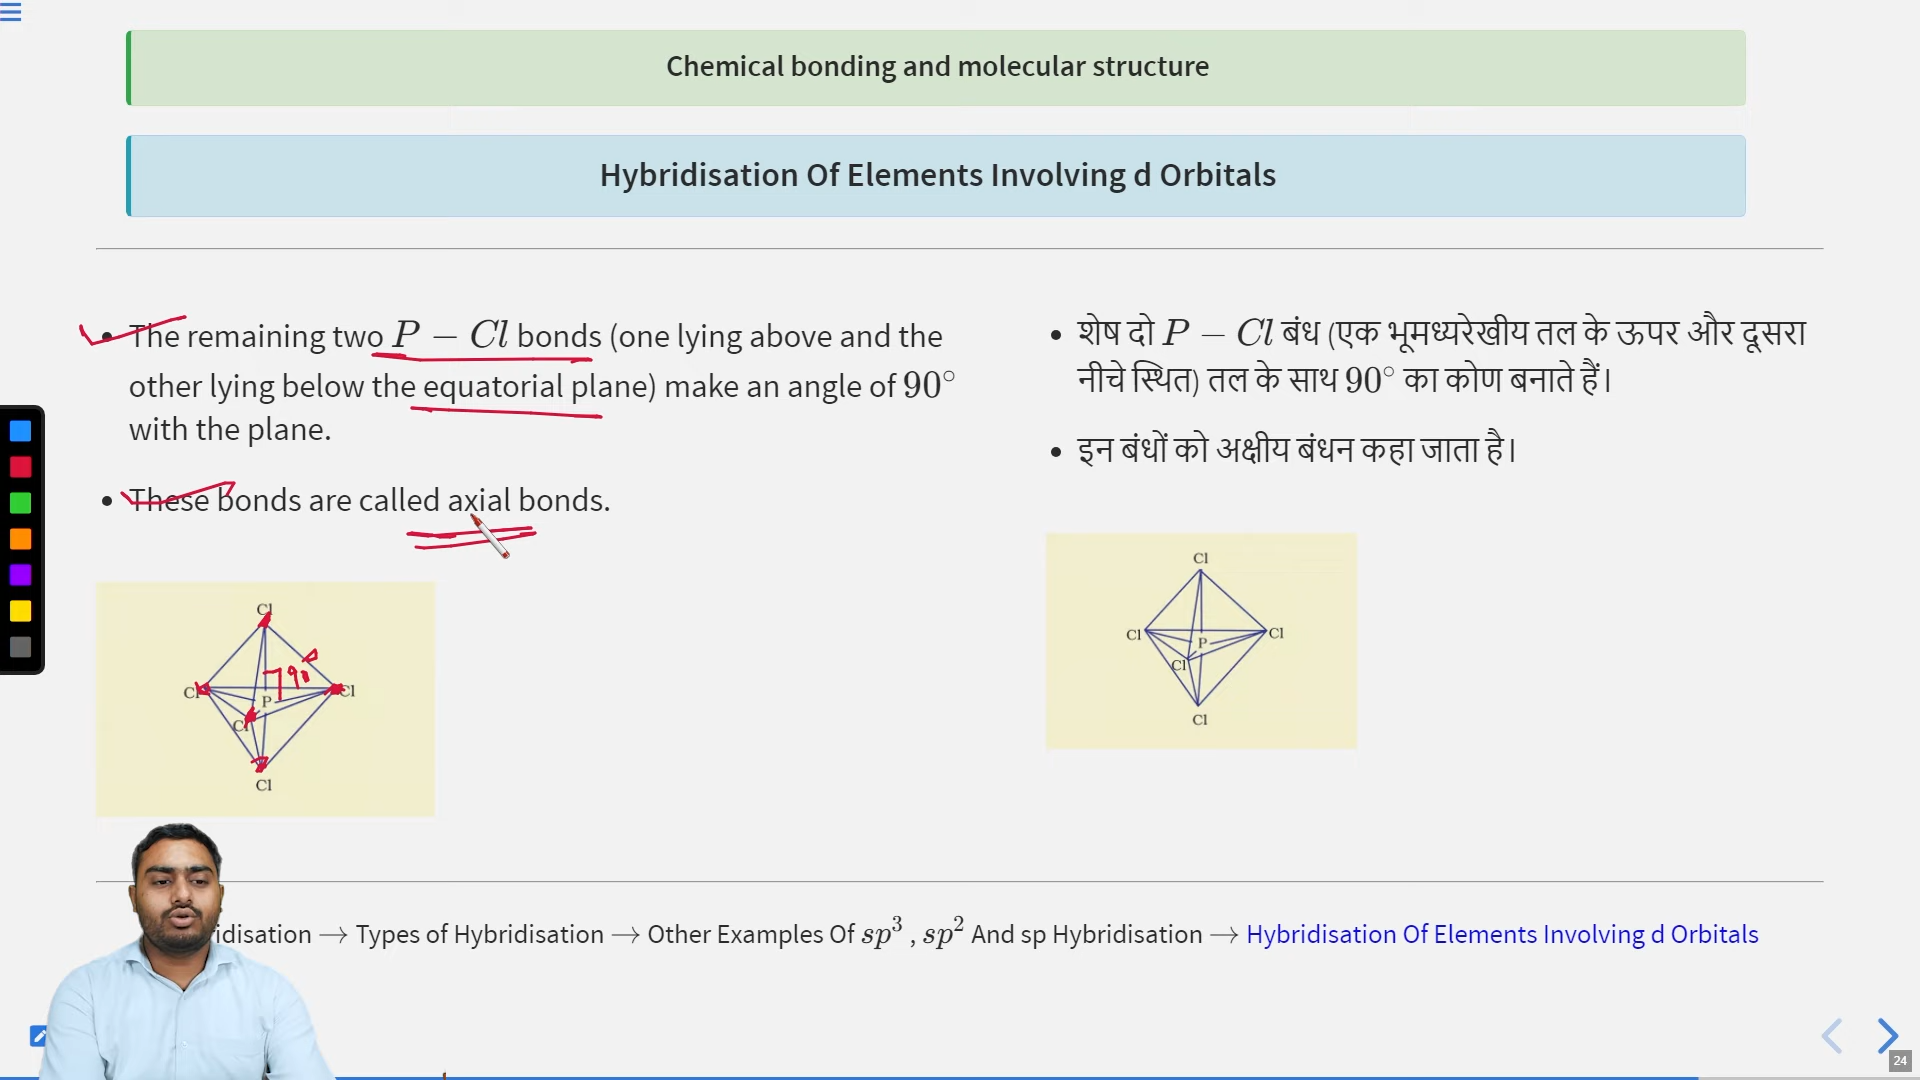 Chemical bonding and molecular structure
Hybridisation Of Elements Involving d Orbitals
The remaining two P − Cl bonds (one lying above and the
other lying below the equatorial plane) make an angle of 90°
with the plane.
These bonds are called axial bonds.
Cl
90°
Cl
Cl
P
Cl
Cl
शेष दो P − Cl बंध (एक भूमध्यरेखीय तल के ऊपर और दूसरा
नीचे स्थित) तल के साथ 90° का कोण बनाते हैं।
इन बंधों को अक्षीय बंधन कहा जाता है।
Cl
Cl
Cl
P
Cl
Cl
idisation → Types of Hybridisation → Other Examples Of sp³ , sp² And sp Hybridisation → Hybridisation Of Elements Involving d Orbitals
24